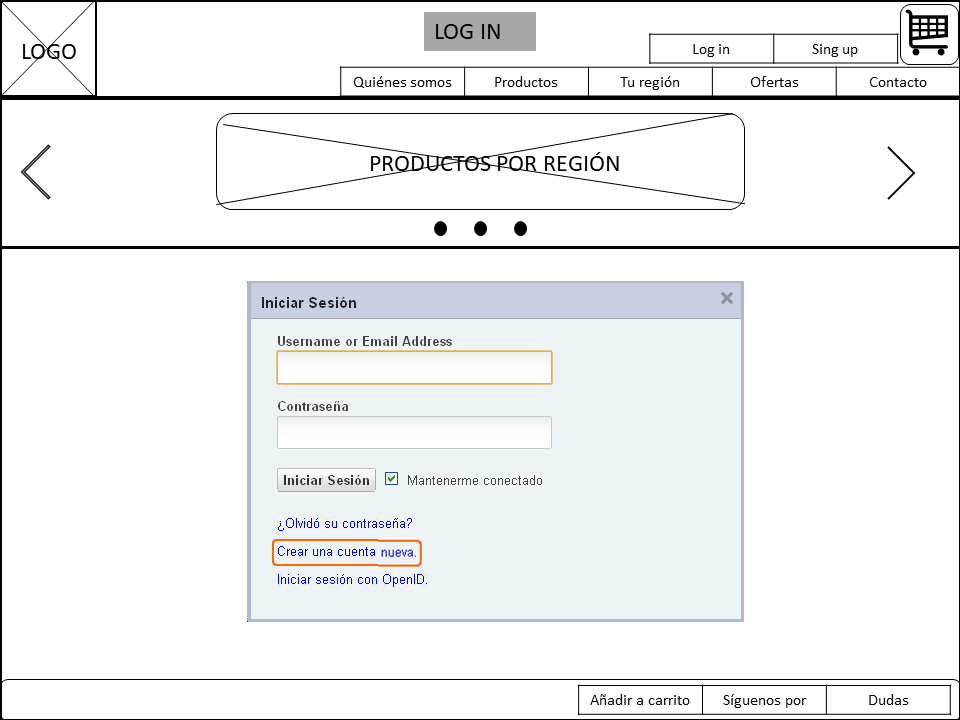 LOGO
LOG IN
Log in
Sing up
Quiénes somos
Productos
Tu región
Ofertas
Contacto
PRODUCTOS POR REGIÓN
Iniciar Sesión
Username or Email Address
Contraseña
Iniciar Sesión
Mantenerme conectado
¿Olvidó su contraseña?
Crear una cuenta nueva.
Iniciar sesión con OpenID.
Añadir a carrito
Síguenos por
Dudas